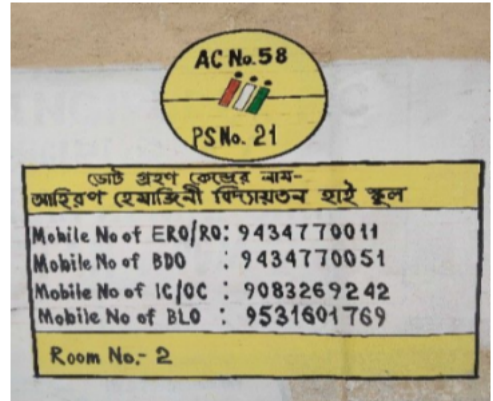 AC No.58
PS No. 21
ভোট গ্রহণ কেন্দ্রের নাম-
আহিরণ হেমাঙ্গিনী বিদ্যায়তন হাই স্কুল
Mobile No of ERO/RO: 9434770011
Mobile No of BDO : 9434770051
Mobile No of IC/OC : 9083269242
Mobile No of BLO : 9531601769
Room No.- 2